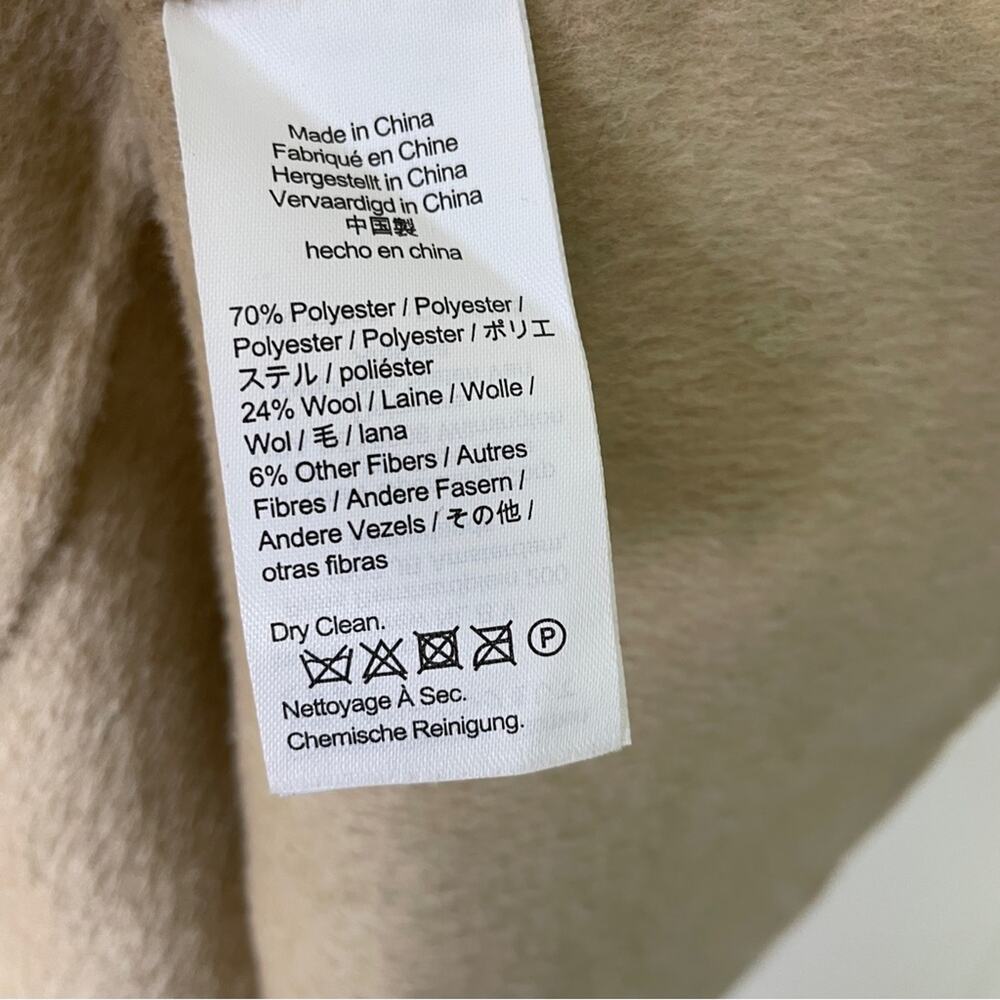 Made in China
Fabriqué en Chine
Hergestellt in China
Vervaardigd in China
中国製
hecho en china
70% Polyester / Polyester /
Polyester / Polyester / ポリエ
ステル / poliéster
24% Wool / Laine / Wolle /
Wol / 毛 / lana
6% Other Fibers / Autres
Fibres / Andere Fasern /
Andere Vezels / その他 /
otras fibras
Dry Clean.
P
Nettoyage À Sec.
Chemische Reinigung.